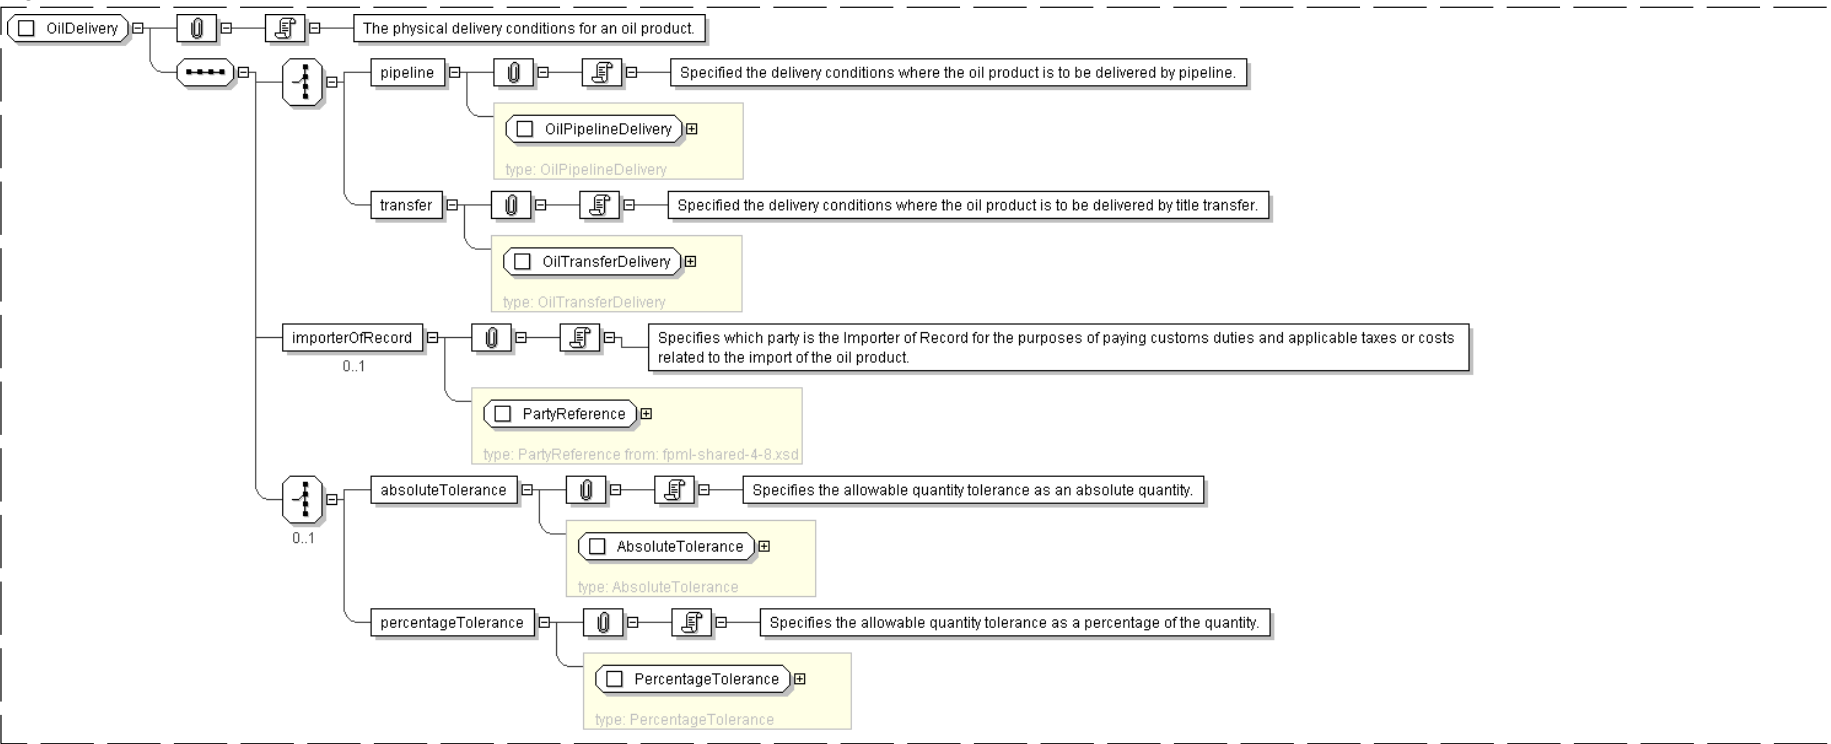 OilDelivery
The physical delivery conditions for an oil product.
pipeline
Specified the delivery conditions where the oil product is to be delivered by pipeline.
OilPipelineDelivery
type: OilPipelineDelivery
transfer
Specified the delivery conditions where the oil product is to be delivered by title transfer.
OilTransferDelivery
type: OilTransferDelivery
importerOfRecord
0..1
Specifies which party is the Importer of Record for the purposes of paying customs duties and applicable taxes or costs
related to the import of the oil product.
PartyReference
type: PartyReference from: fpml-shared-4-8.xsd
0..1
absoluteTolerance
Specifies the allowable quantity tolerance as an absolute quantity.
AbsoluteTolerance
type: AbsoluteTolerance
percentageTolerance
Specifies the allowable quantity tolerance as a percentage of the quantity.
PercentageTolerance
type: PercentageTolerance